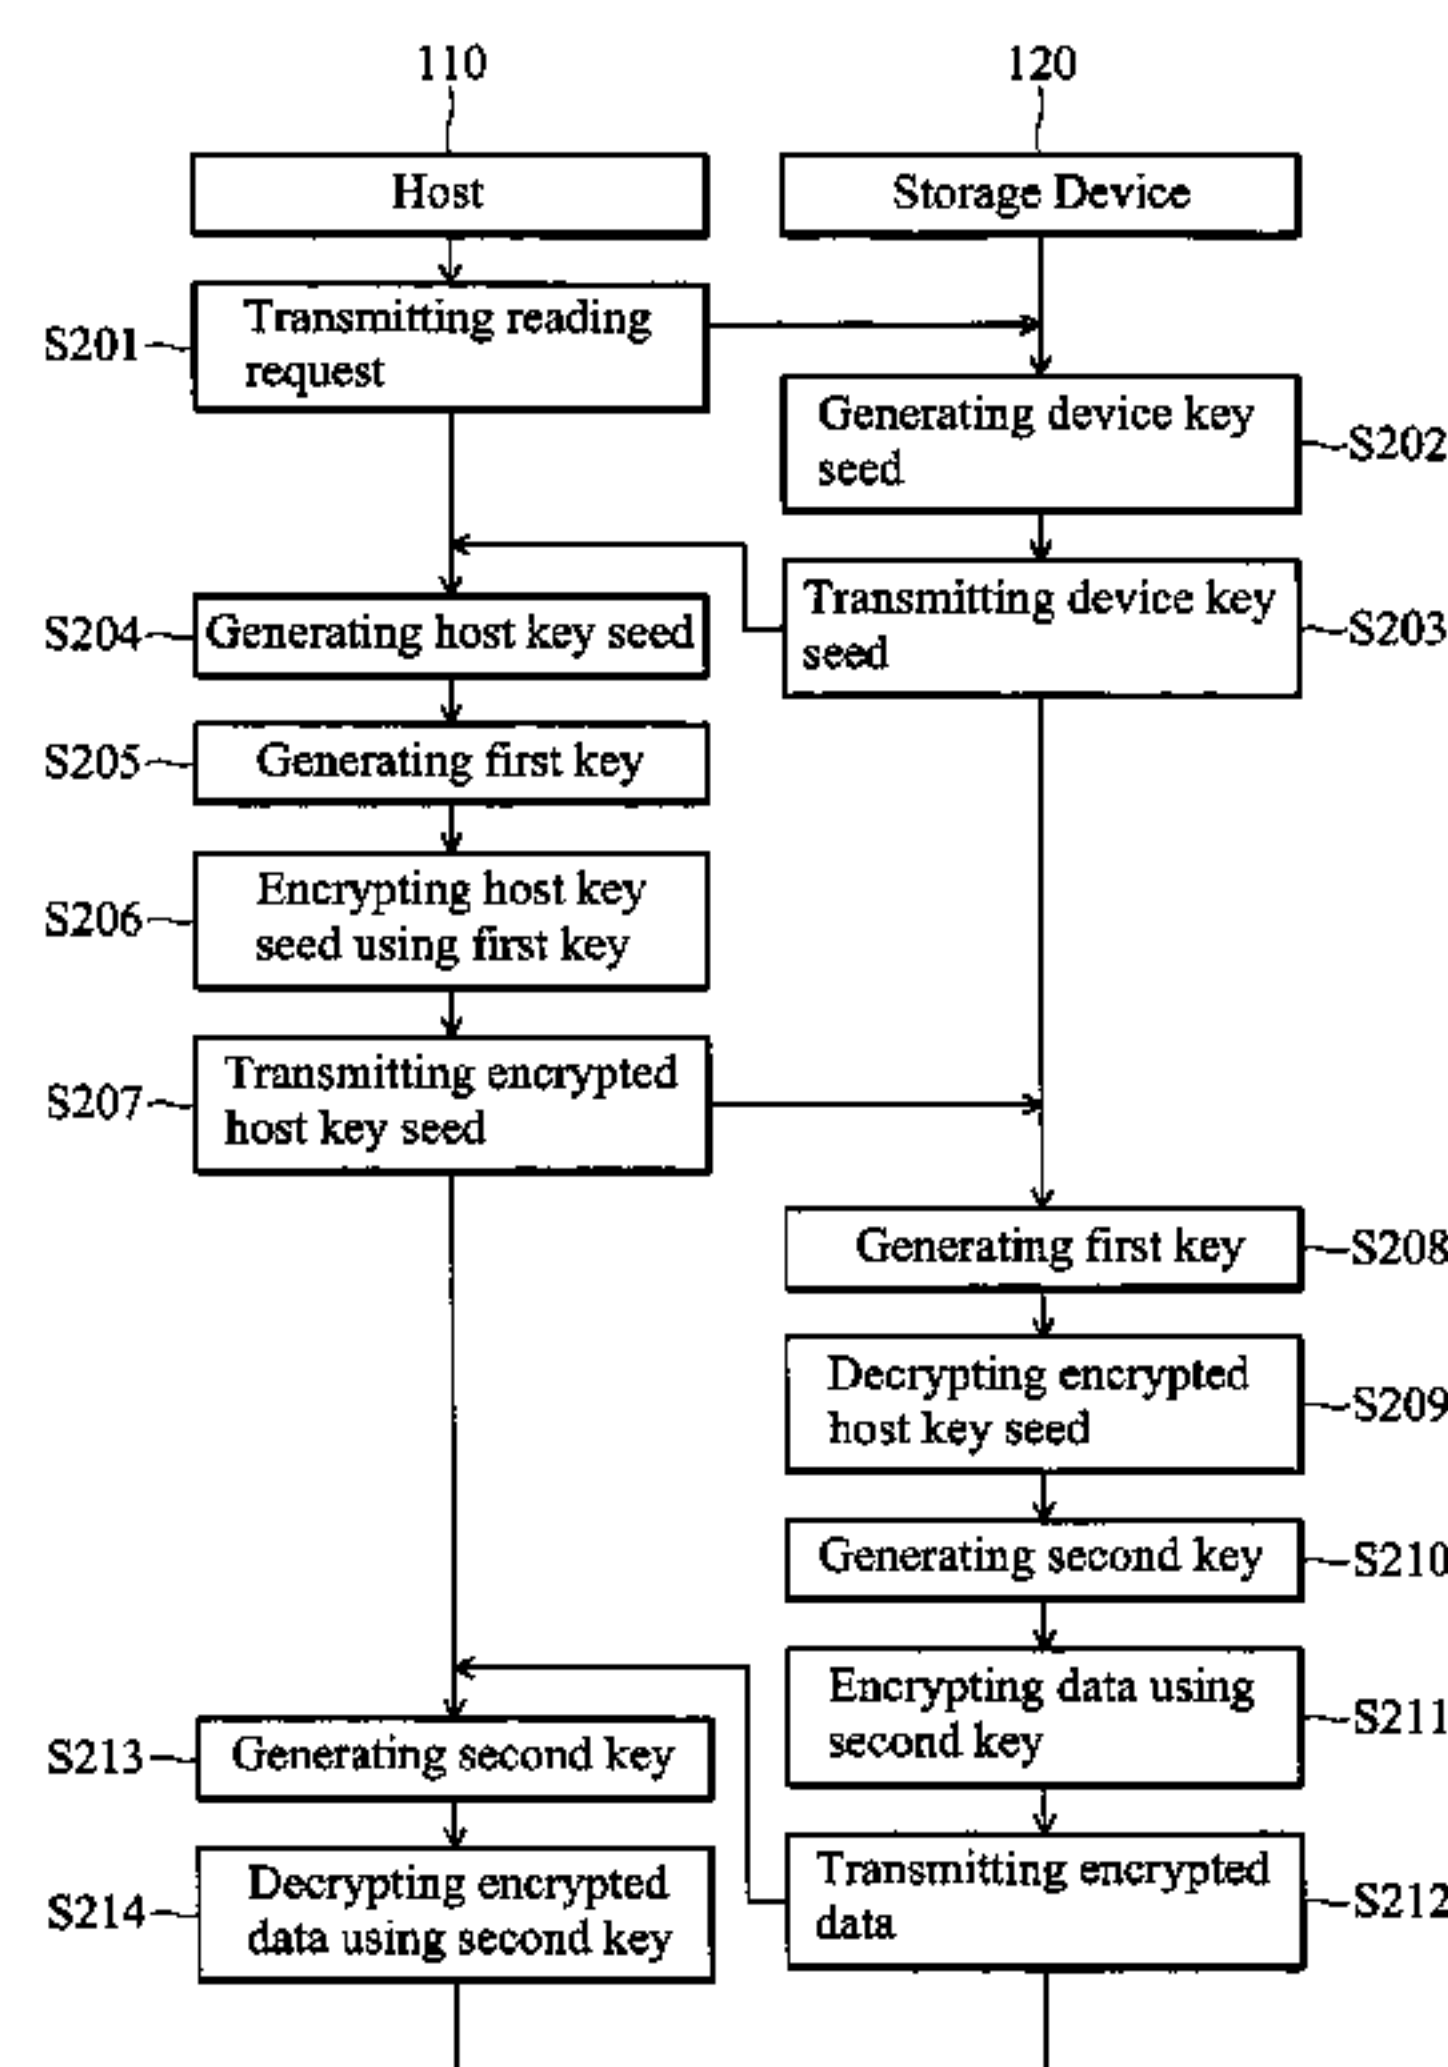 110
120
Host
Storage Device
S201
Transmitting reading
request
Generating device key
seed
S202
Transmitting device key
seed
S203
S204
Generating host key seed
S205
Generating first key
S206
Encrypting host key
seed using first key
S207
Transmitting encrypted
host key seed
Generating first key
S208
Decrypting encrypted
host key seed
S209
Generating second key
S210
Encrypting data using
second key
S211
S213
Generating second key
Transmitting encrypted
data
S212
S214
Decrypting encrypted
data using second key